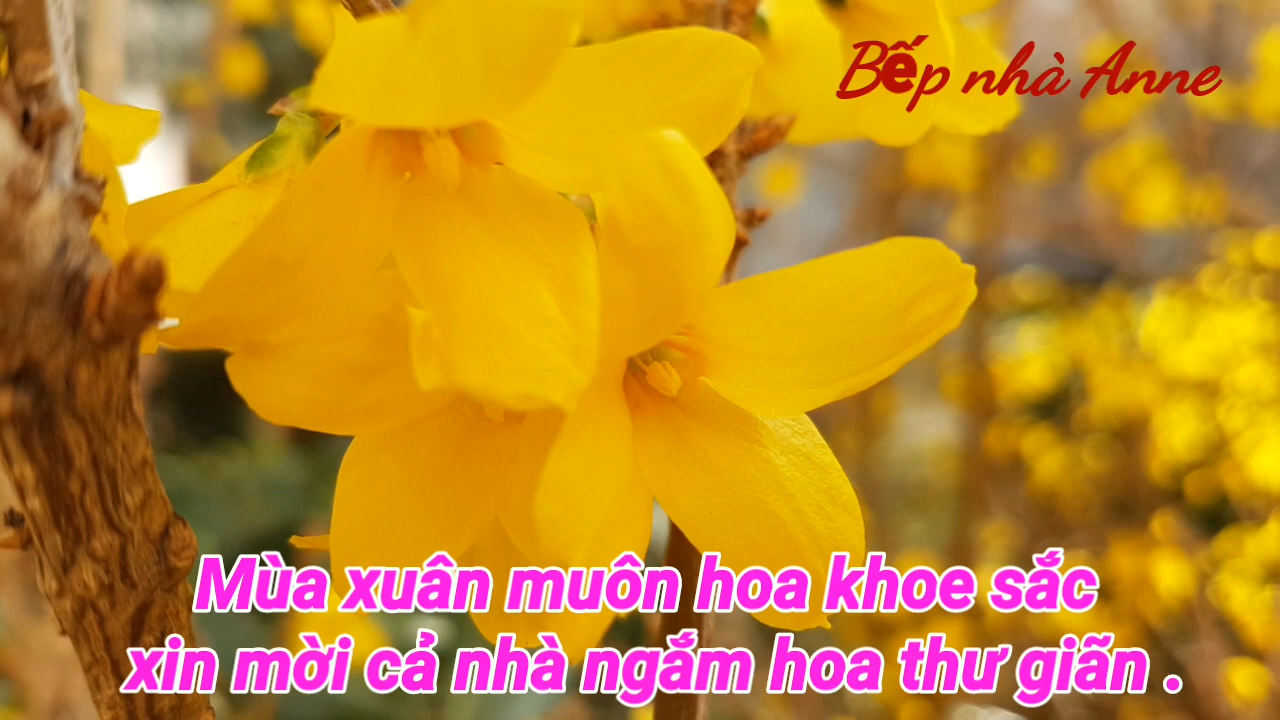 Bếp nhà Anne
Mùa xuân muôn hoa khoe sắc
xin mời cả nhà ngắm hoa thư giãn .